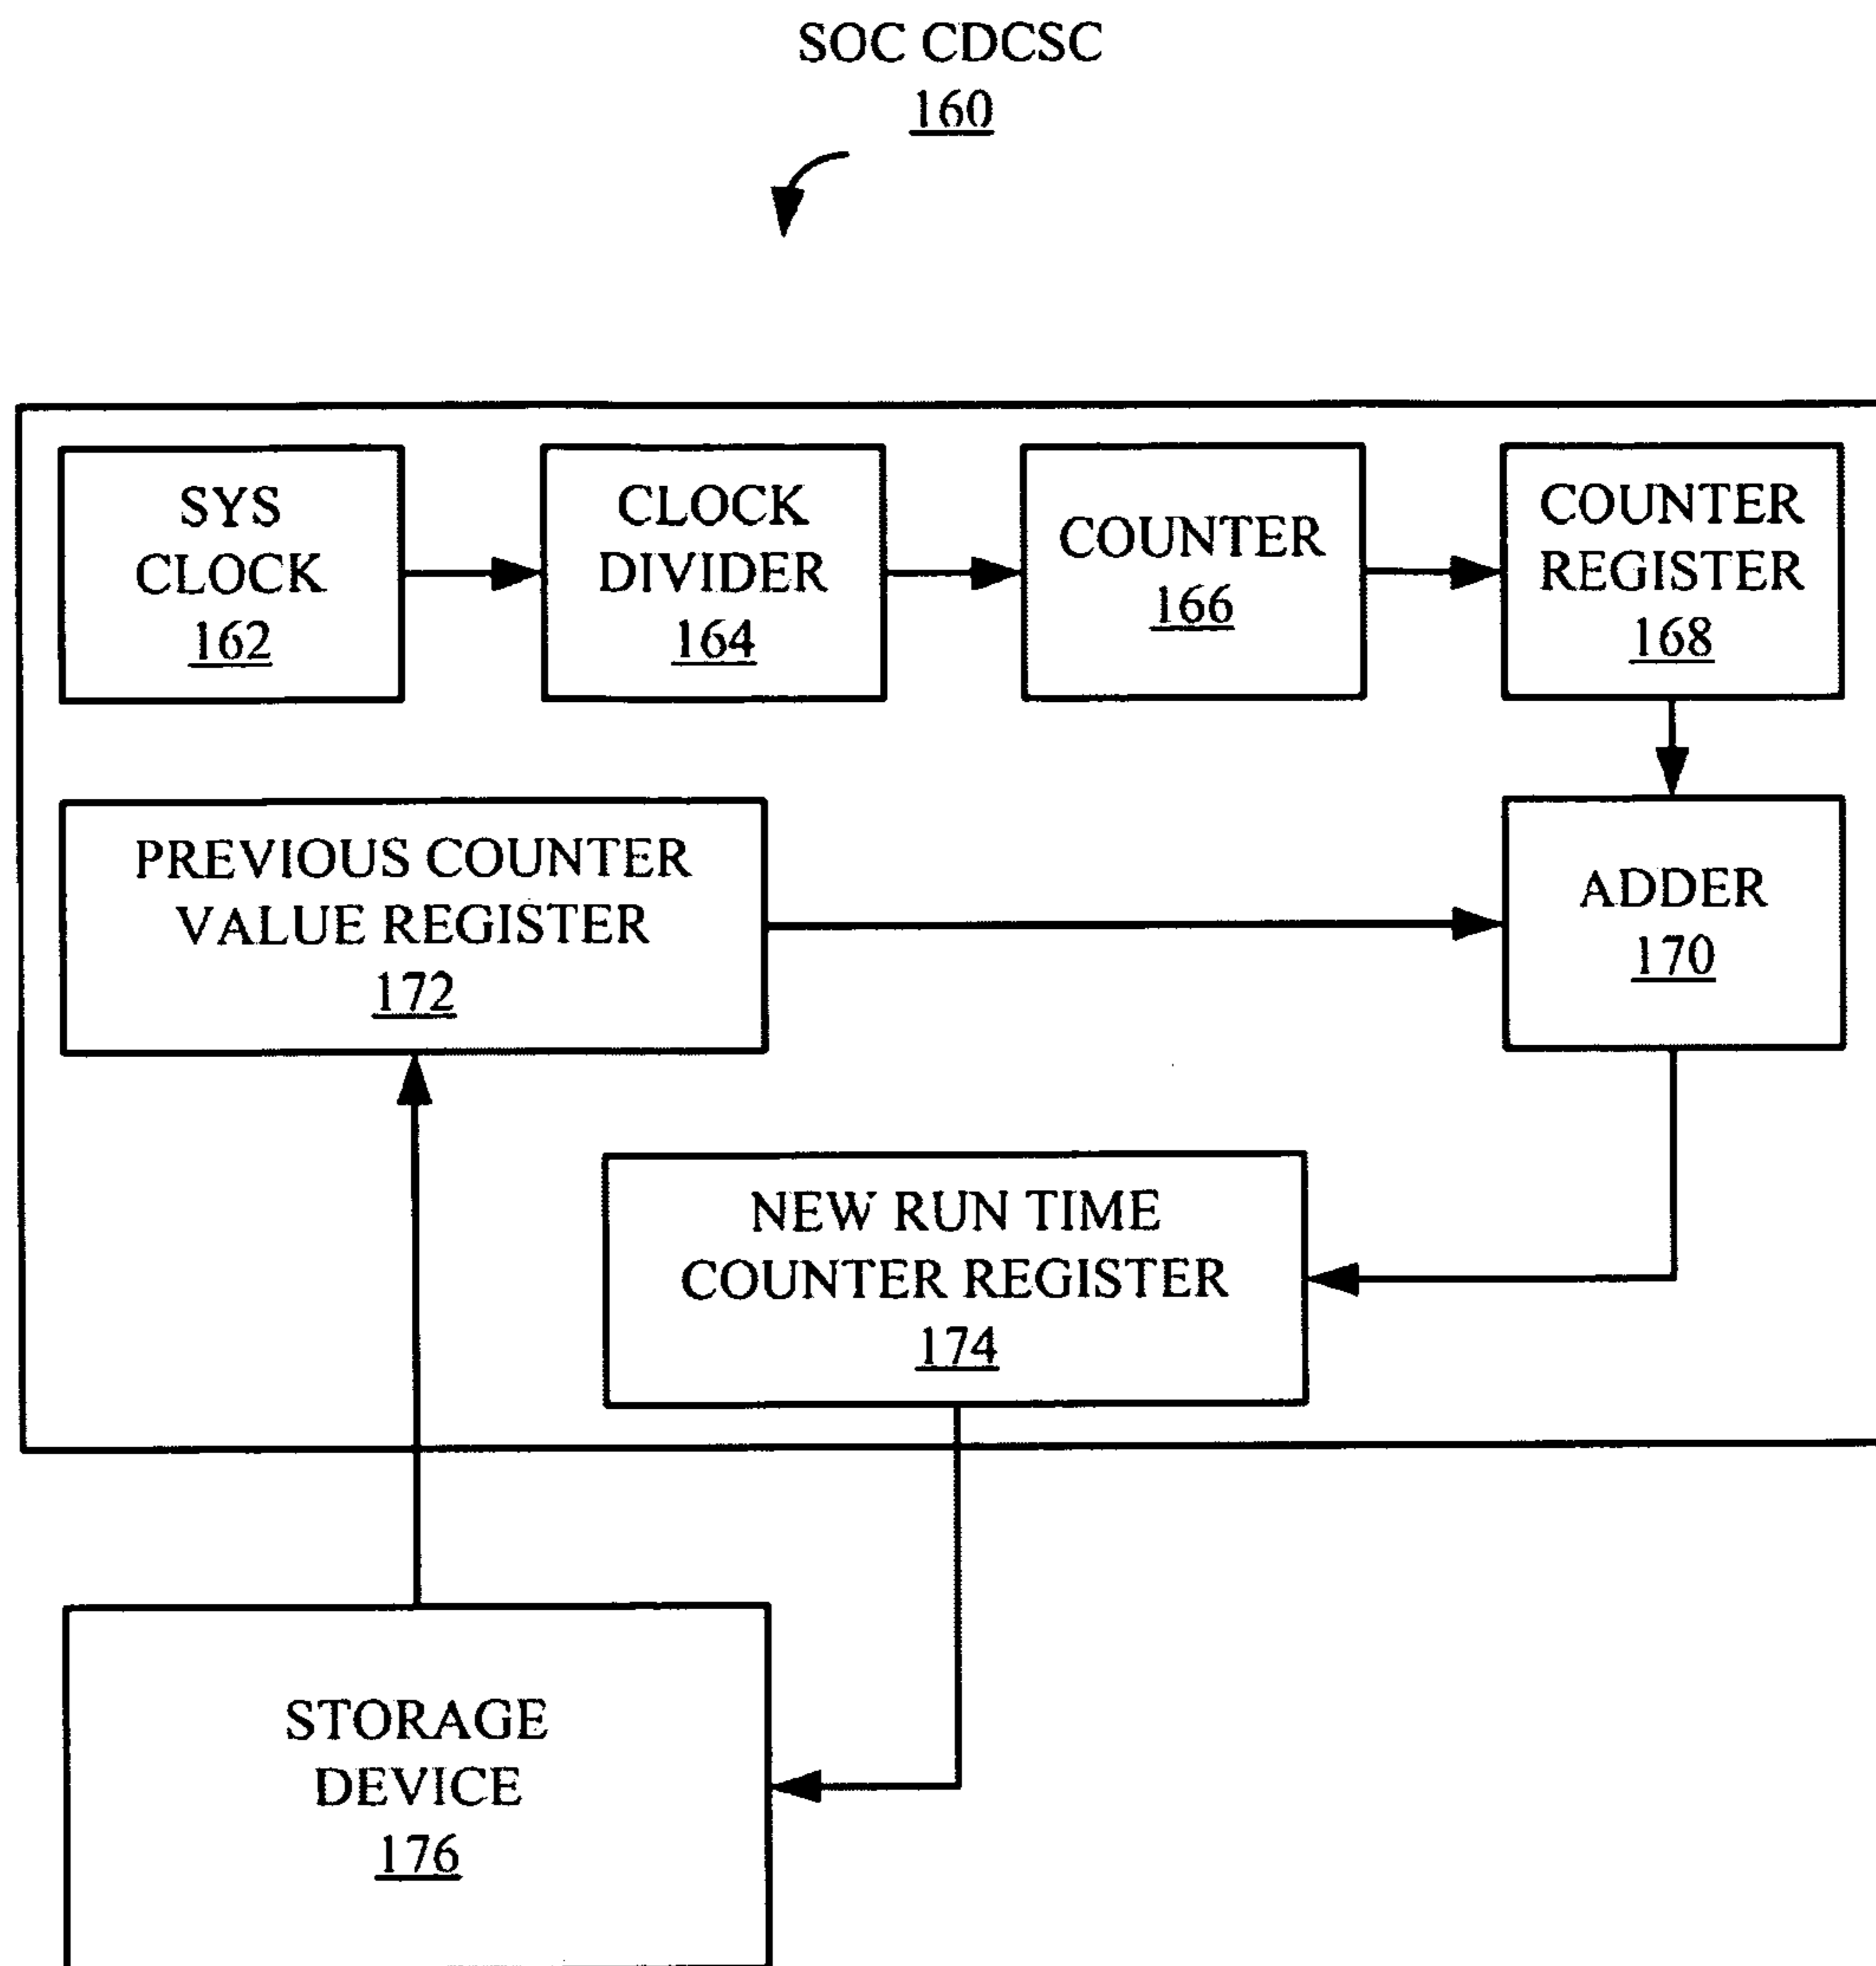 SOC CDCSC
160
SYS
CLOCK
162
CLOCK
DIVIDER
164
COUNTER
166
COUNTER
REGISTER
168
PREVIOUS COUNTER
VALUE REGISTER
172
ADDER
170
NEW RUN TIME
COUNTER REGISTER
174
STORAGE
DEVICE
176